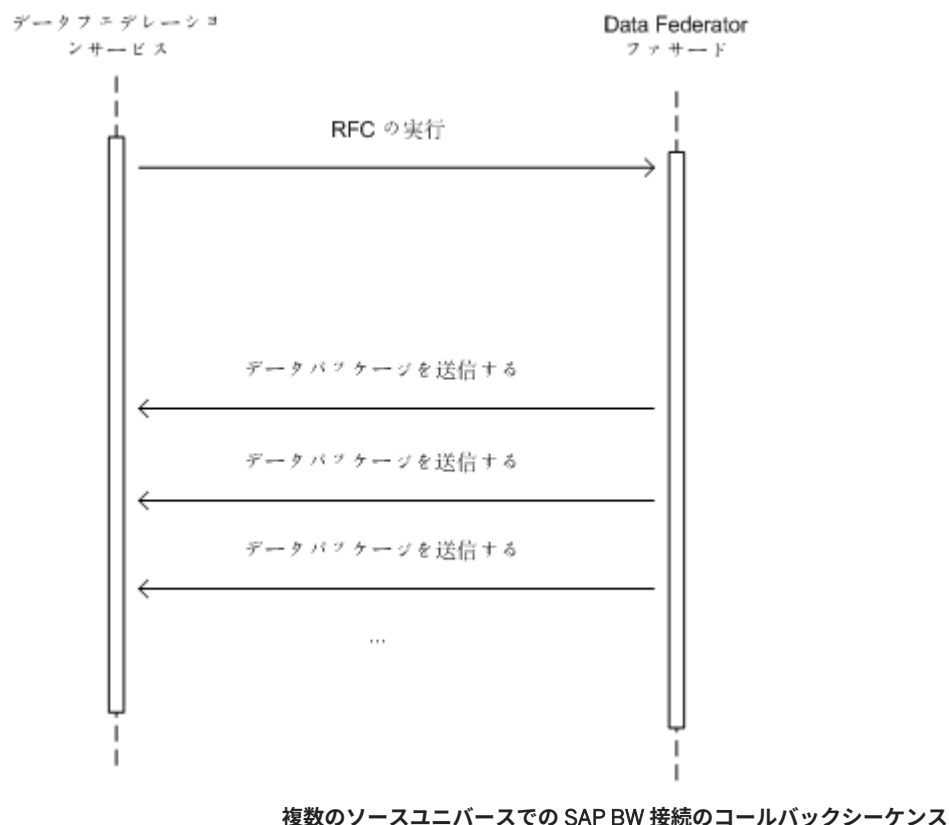 データフェデレーショ
ンサービス
Data Federator
ファサード
RFC の実行
データパッケージを送信する
データパッケージを送信する
データパッケージを送信する
...
複数のソースユニバースでの SAP BW 接続のコールバックシーケンス